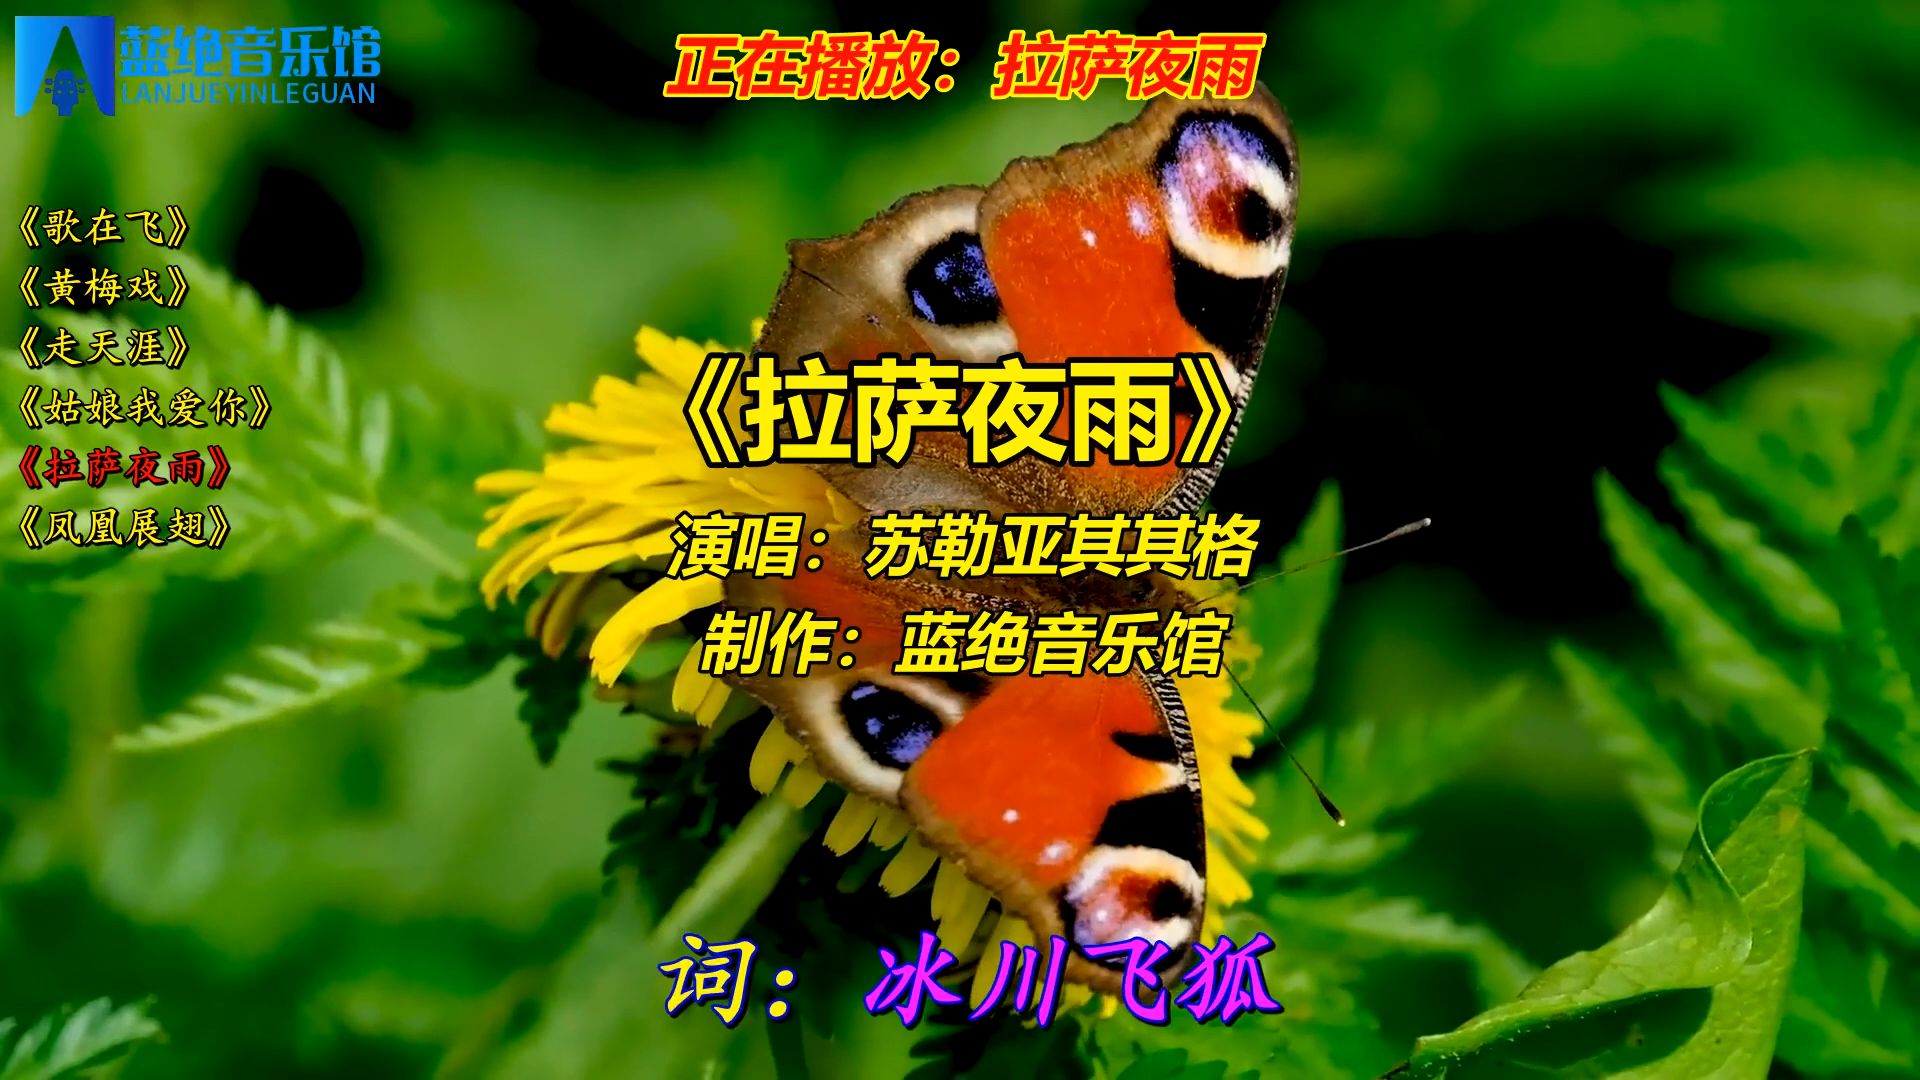 蓝绝音乐馆
LANJUEYINLEGUAN
正在播放：拉萨夜雨
《歌在飞》
《黄梅戏》
《走天涯》
《姑娘我爱你》
《拉萨夜雨》
《凤凰展翅》
《拉萨夜雨》
演唱：苏勒亚其其格
制作：蓝绝音乐馆
词：冰川飞狐